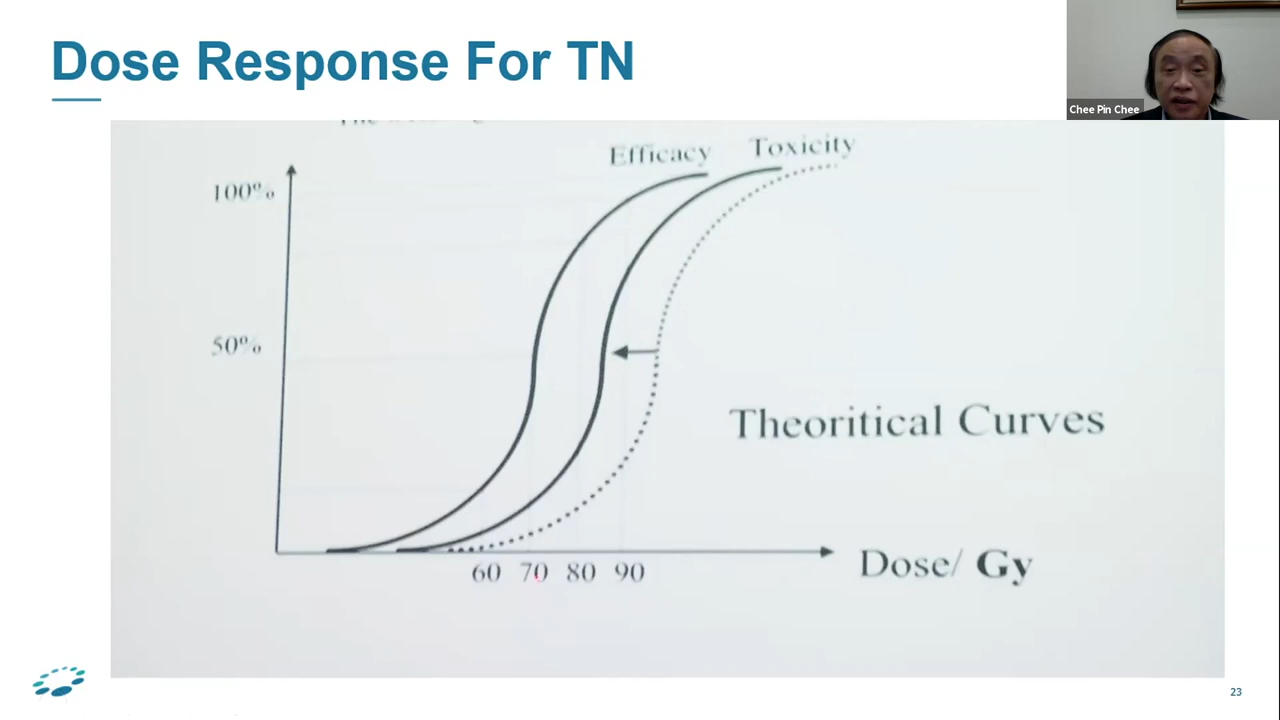 Dose Response For TN
Chee Pin Chee
Efficacy
Toxicity
100%
50%
Theoritical Curves
60 70 80 90
Dose/ Gy
23